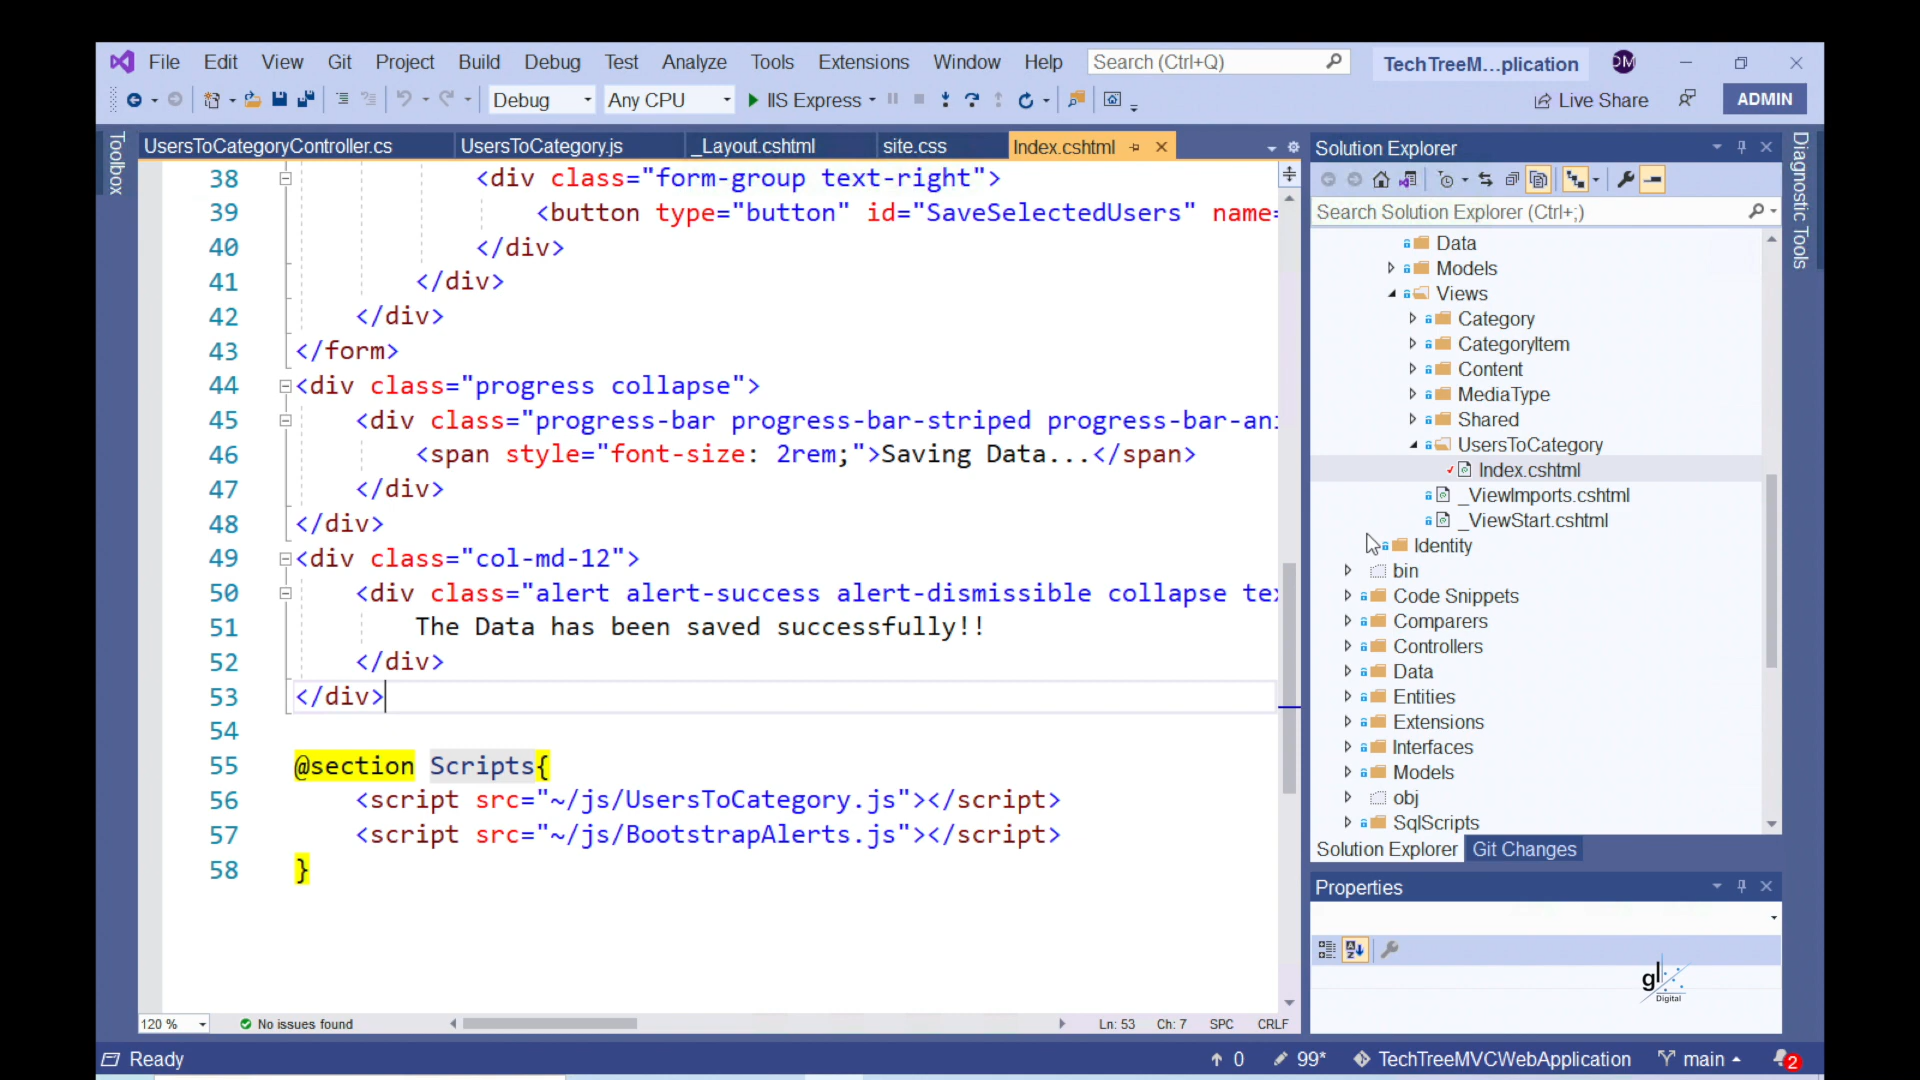 File Edit View Git Project Build Debug Test Analyze Tools Extensions Window Help Search (Ctrl+Q) TechTreeM...plication DM
Debug Any CPU IIS Express Live Share ADMIN
Toolbox
UsersToCategoryController.cs UsersToCategory.js _Layout.cshtml site.css Index.cshtml
38 <div class="form-group text-right">
39 <button type="button" id="SaveSelectedUsers" name=
40 </div>
41 </div>
42 </div>
43 </form>
44 <div class="progress collapse">
45 <div class="progress-bar progress-bar-striped progress-bar-ani
46 <span style="font-size: 2rem;">Saving Data...</span>
47 </div>
48 </div>
49 <div class="col-md-12">
50 <div class="alert alert-success alert-dismissible collapse tex
51 The Data has been saved successfully!!
52 </div>
53 </div>
54
55 @section Scripts{
56 <script src="~/js/UsersToCategory.js"></script>
57 <script src="~/js/BootstrapAlerts.js"></script>
58 }
120 % No issues found Ln: 53 Ch: 7 SPC CRLF
Solution Explorer
Search Solution Explorer (Ctrl+;)
Data
Models
Views
Category
CategoryItem
Content
MediaType
Shared
UsersToCategory
Index.cshtml
_ViewImports.cshtml
_ViewStart.cshtml
Identity
bin
Code Snippets
Comparers
Controllers
Data
Entities
Extensions
Interfaces
Models
obj
SqlScripts
Solution Explorer Git Changes
Properties
gl
Digital
Diagnostic Tools
Ready 0 99* TechTreeMVCWebApplication main 2